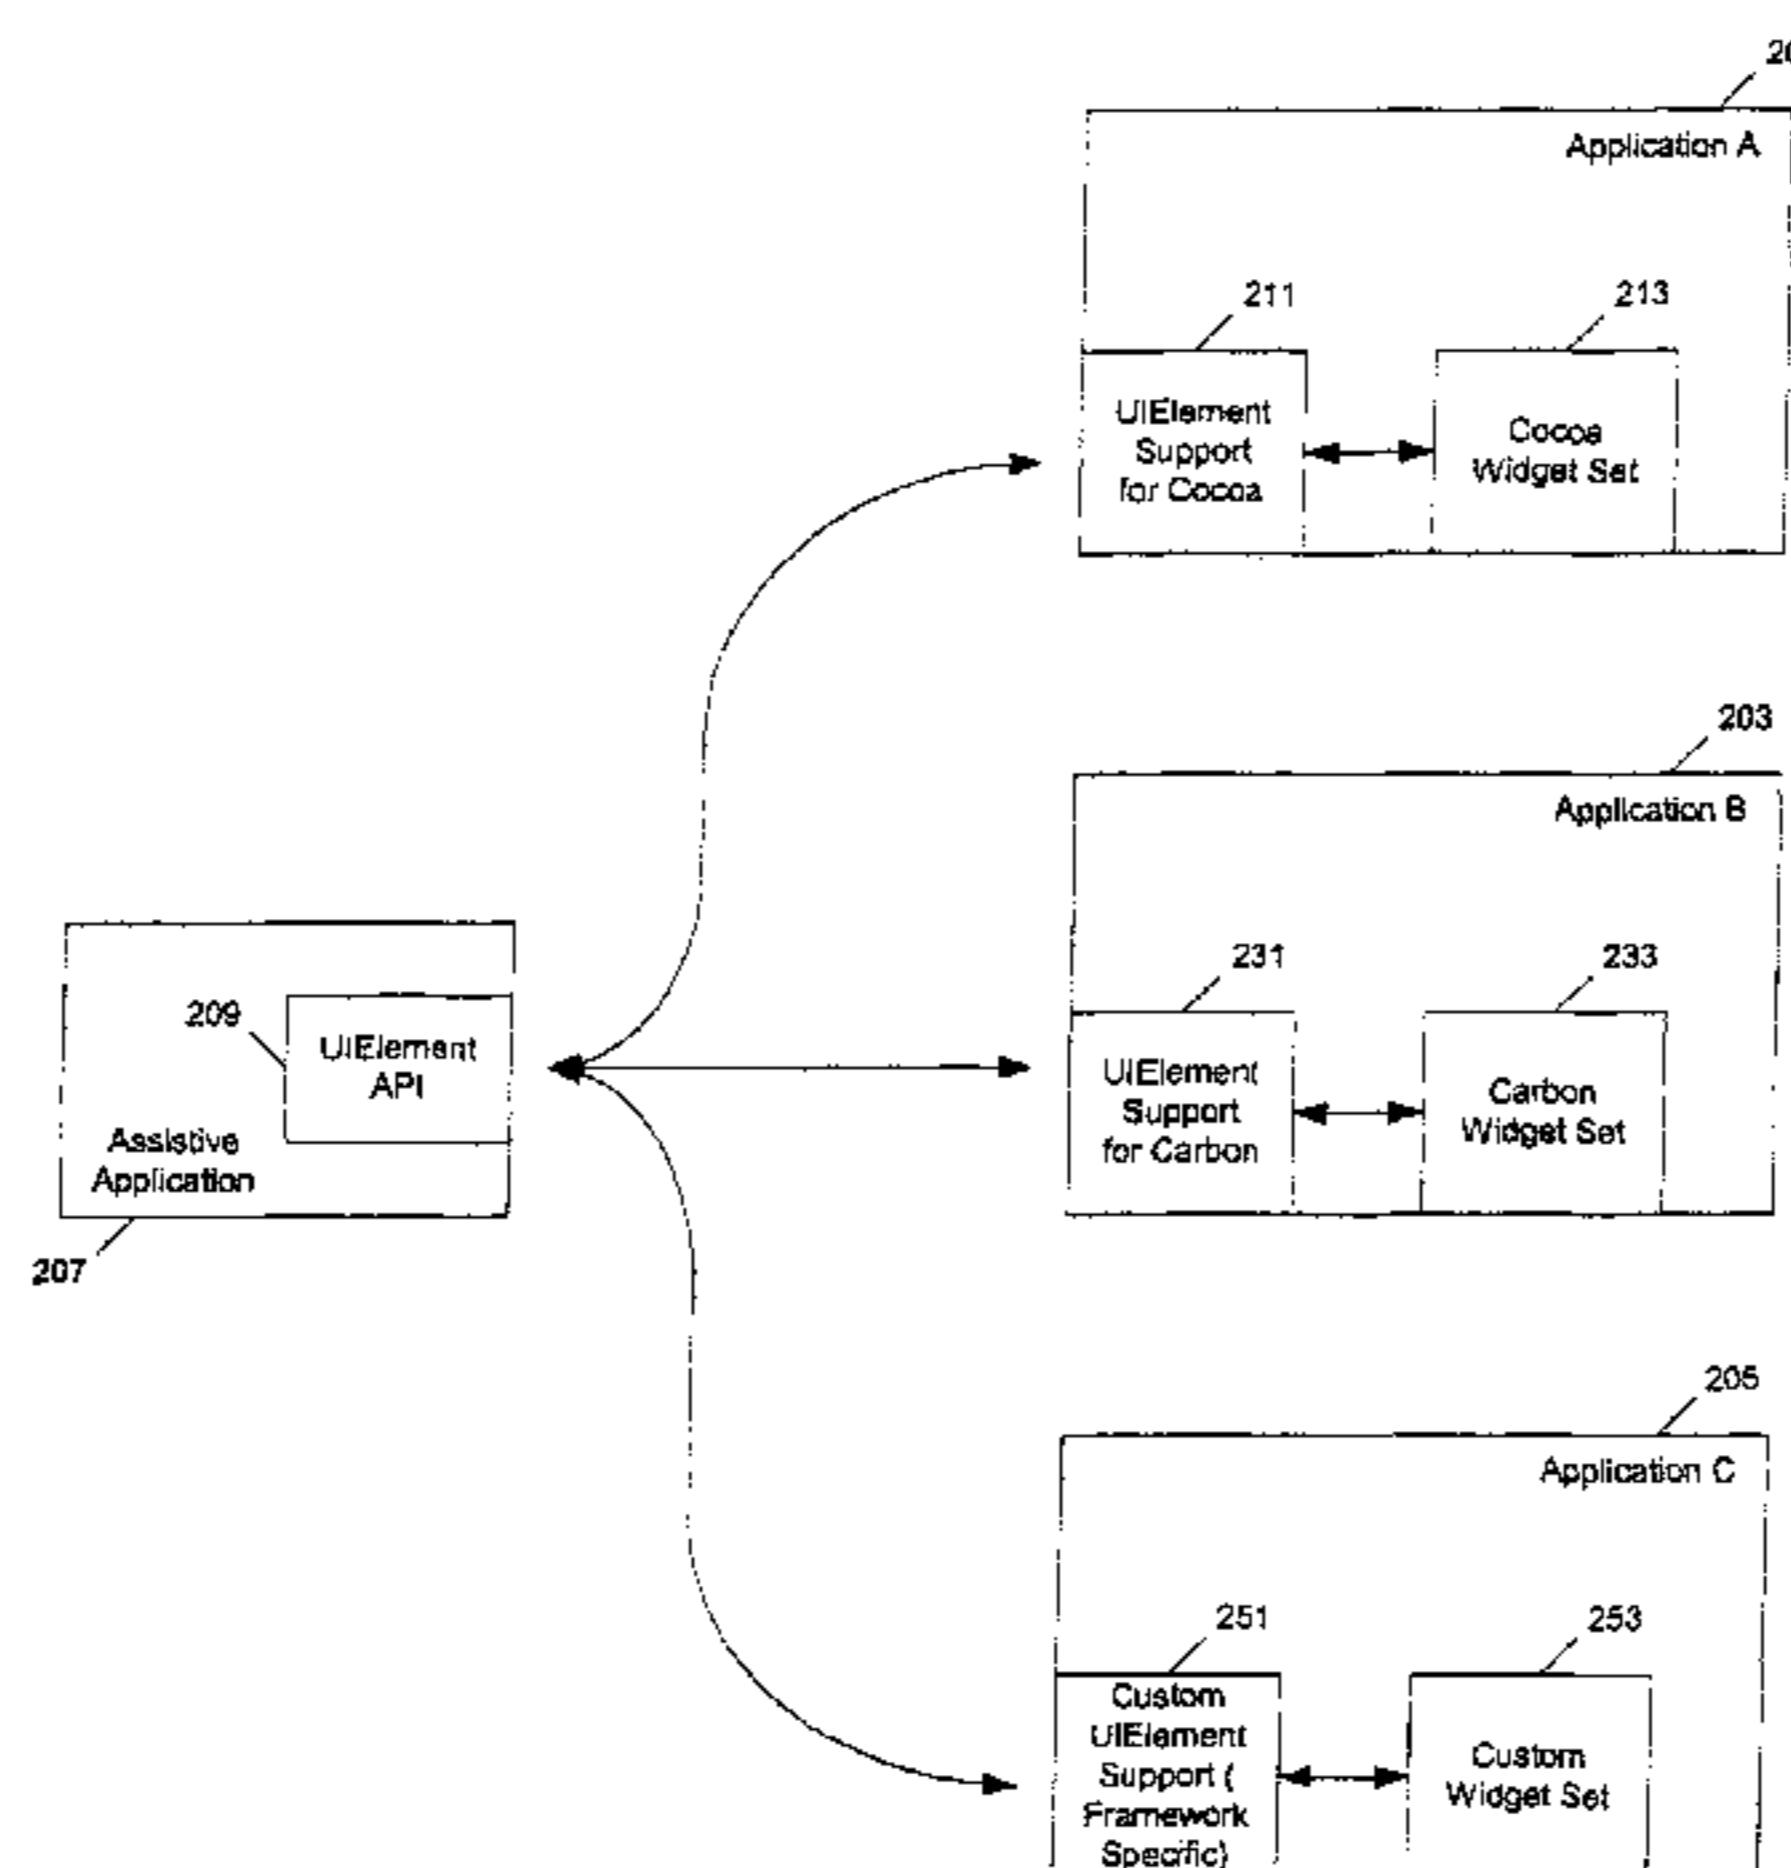 Application A
211
213
UIElement
Support
for Cocoa
Cocoa
Widget Set
203
Application B
231
233
UIElement
Support
for Carbon
Carbon
Widget Set
209
UIElement
API
Assistive
Application
207
205
Application C
251
253
Custom
UIElement
Support (
Framework
Specific)
Custom
Widget Set